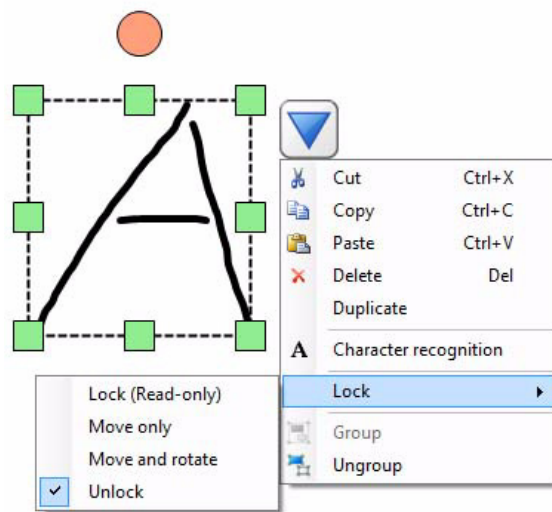 A
Cut Ctrl+X
Copy Ctrl+C
Paste Ctrl+V
Delete Del
Duplicate
A Character recognition
Lock
Group
Ungroup
Lock (Read-only)
Move only
Move and rotate
Unlock